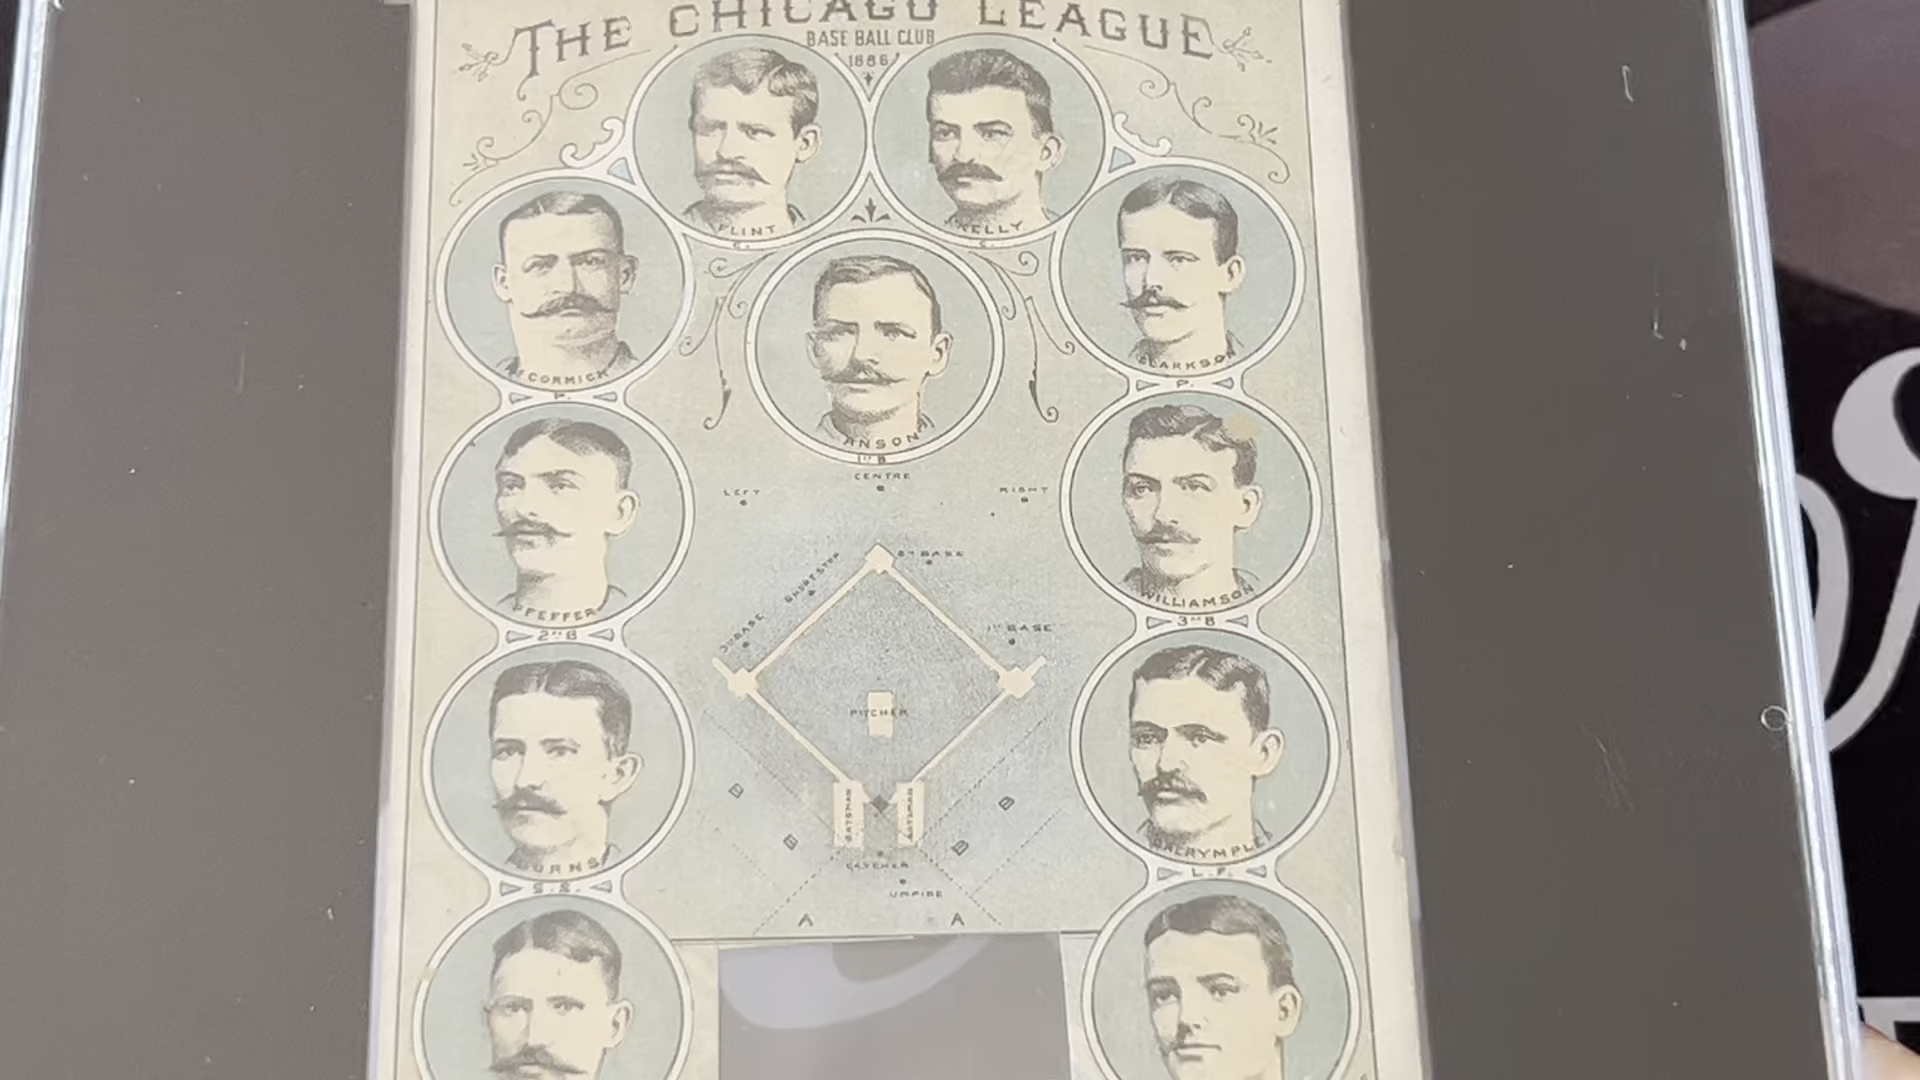 THE CHICAGO LEAGUE
BASE BALL CLUB
1886
FLINT
C.
KELLY
C.
McCORMICK
P.
CLARKSON
P.
ANSON
1ST B
CENTRE
LEFT
RIGHT
PFEFFER
2ND B
WILLIAMSON
3RD B
SHORT STOP
2D BASE
3RD BASE
1ST BASE
PITCHER
BATSMAN
BATSMAN
CATCHER
UMPIRE
A
A
BURNS
S.S.
DALRYMPLE
L.F.